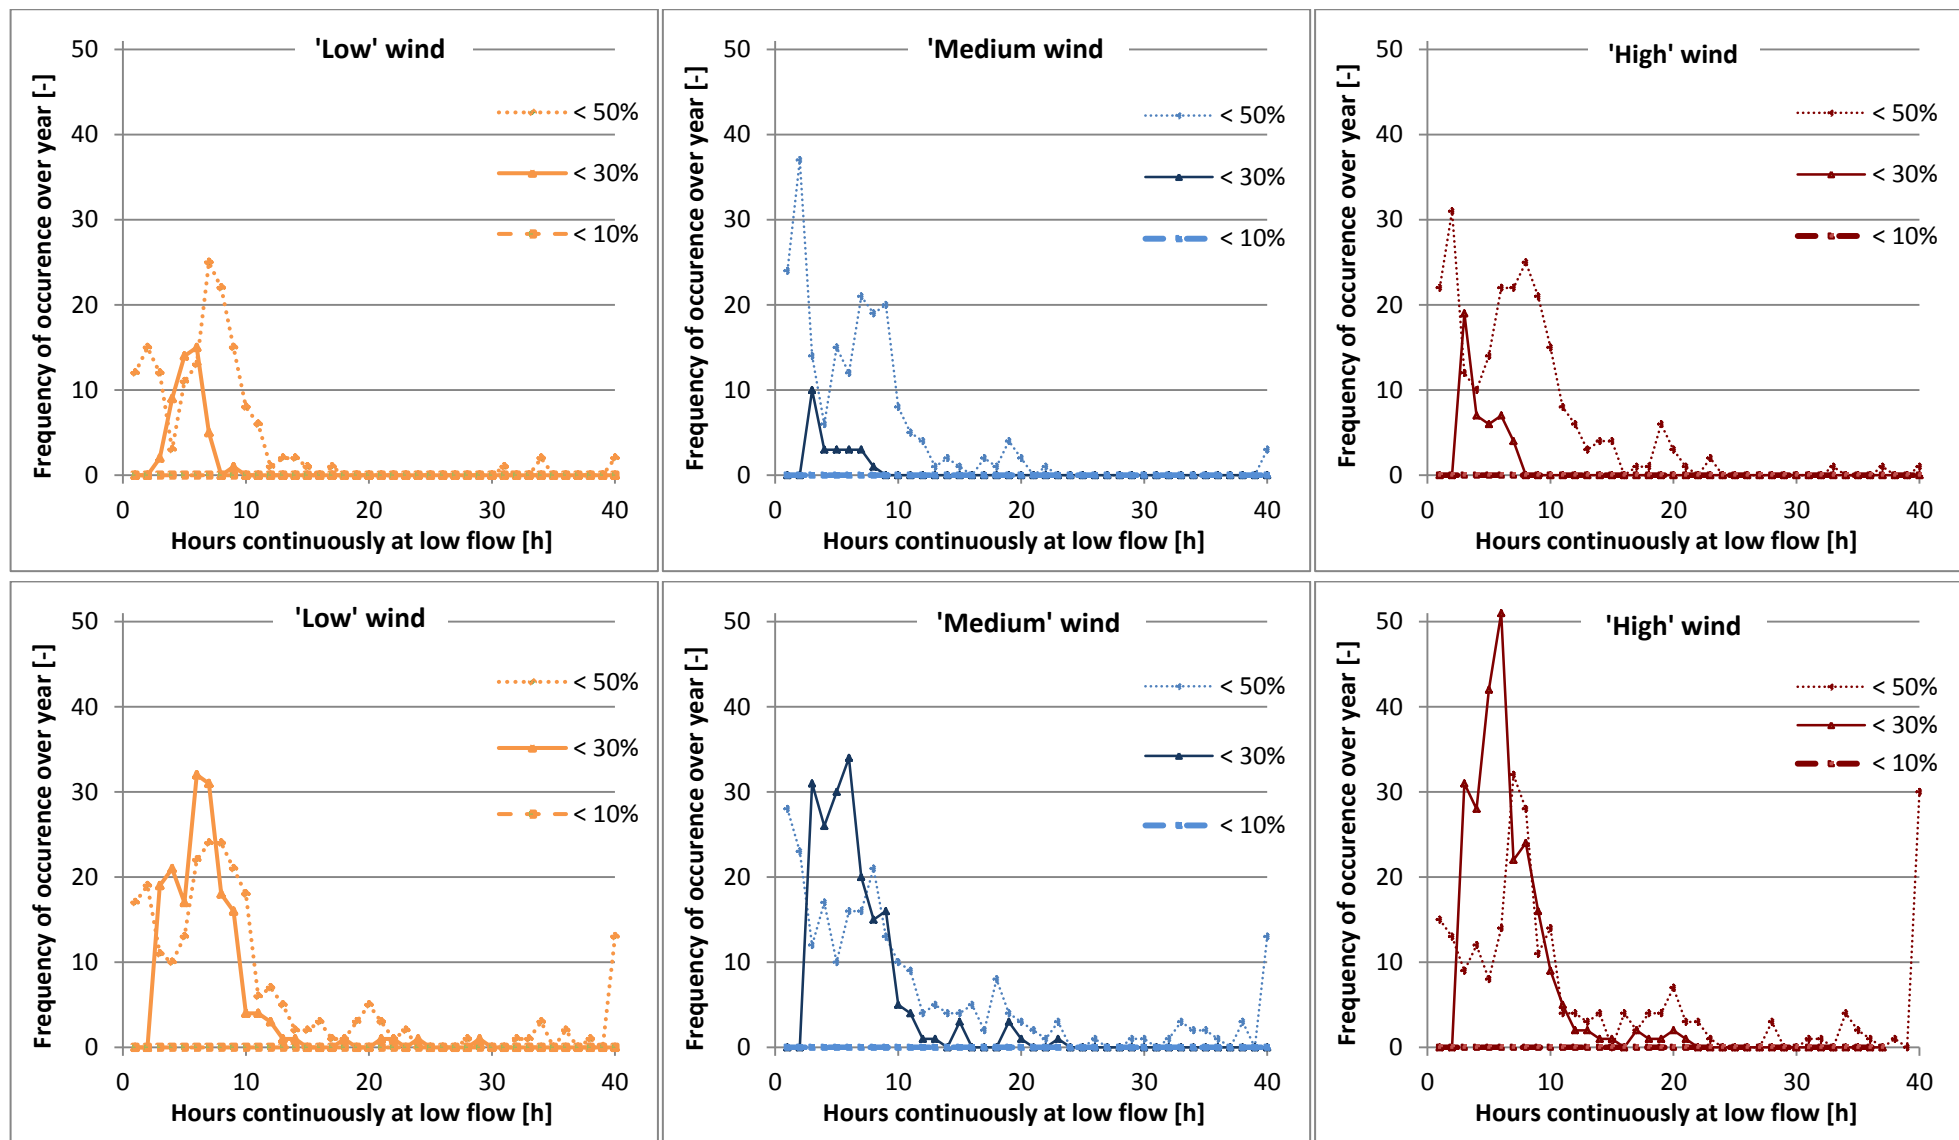 'Low' wind
Frequency of occurence over year [-]
50
40
30
20
10
0
< 50%
< 30%
< 10%
0 10 20 30 40
Hours continuously at low flow [h]
'Medium wind
Frequency of occurence over year [-]
50
40
30
20
10
0
< 50%
< 30%
< 10%
0 10 20 30 40
Hours continuously at low flow [h]
'High' wind
Frequency of occurence over year [-]
50
40
30
20
10
0
< 50%
< 30%
< 10%
0 10 20 30 40
Hours continuously at low flow [h]
'Low' wind
Frequency of occurence over year [-]
50
40
30
20
10
0
< 50%
< 30%
< 10%
0 10 20 30 40
Hours continuously at low flow [h]
'Medium' wind
Frequency of occurence over year [-]
50
40
30
20
10
0
< 50%
< 30%
< 10%
0 10 20 30 40
Hours continuously at low flow [h]
'High' wind
Frequency of occurence over year [-]
50
40
30
20
10
0
< 50%
< 30%
< 10%
0 10 20 30 40
Hours continuously at low flow [h]